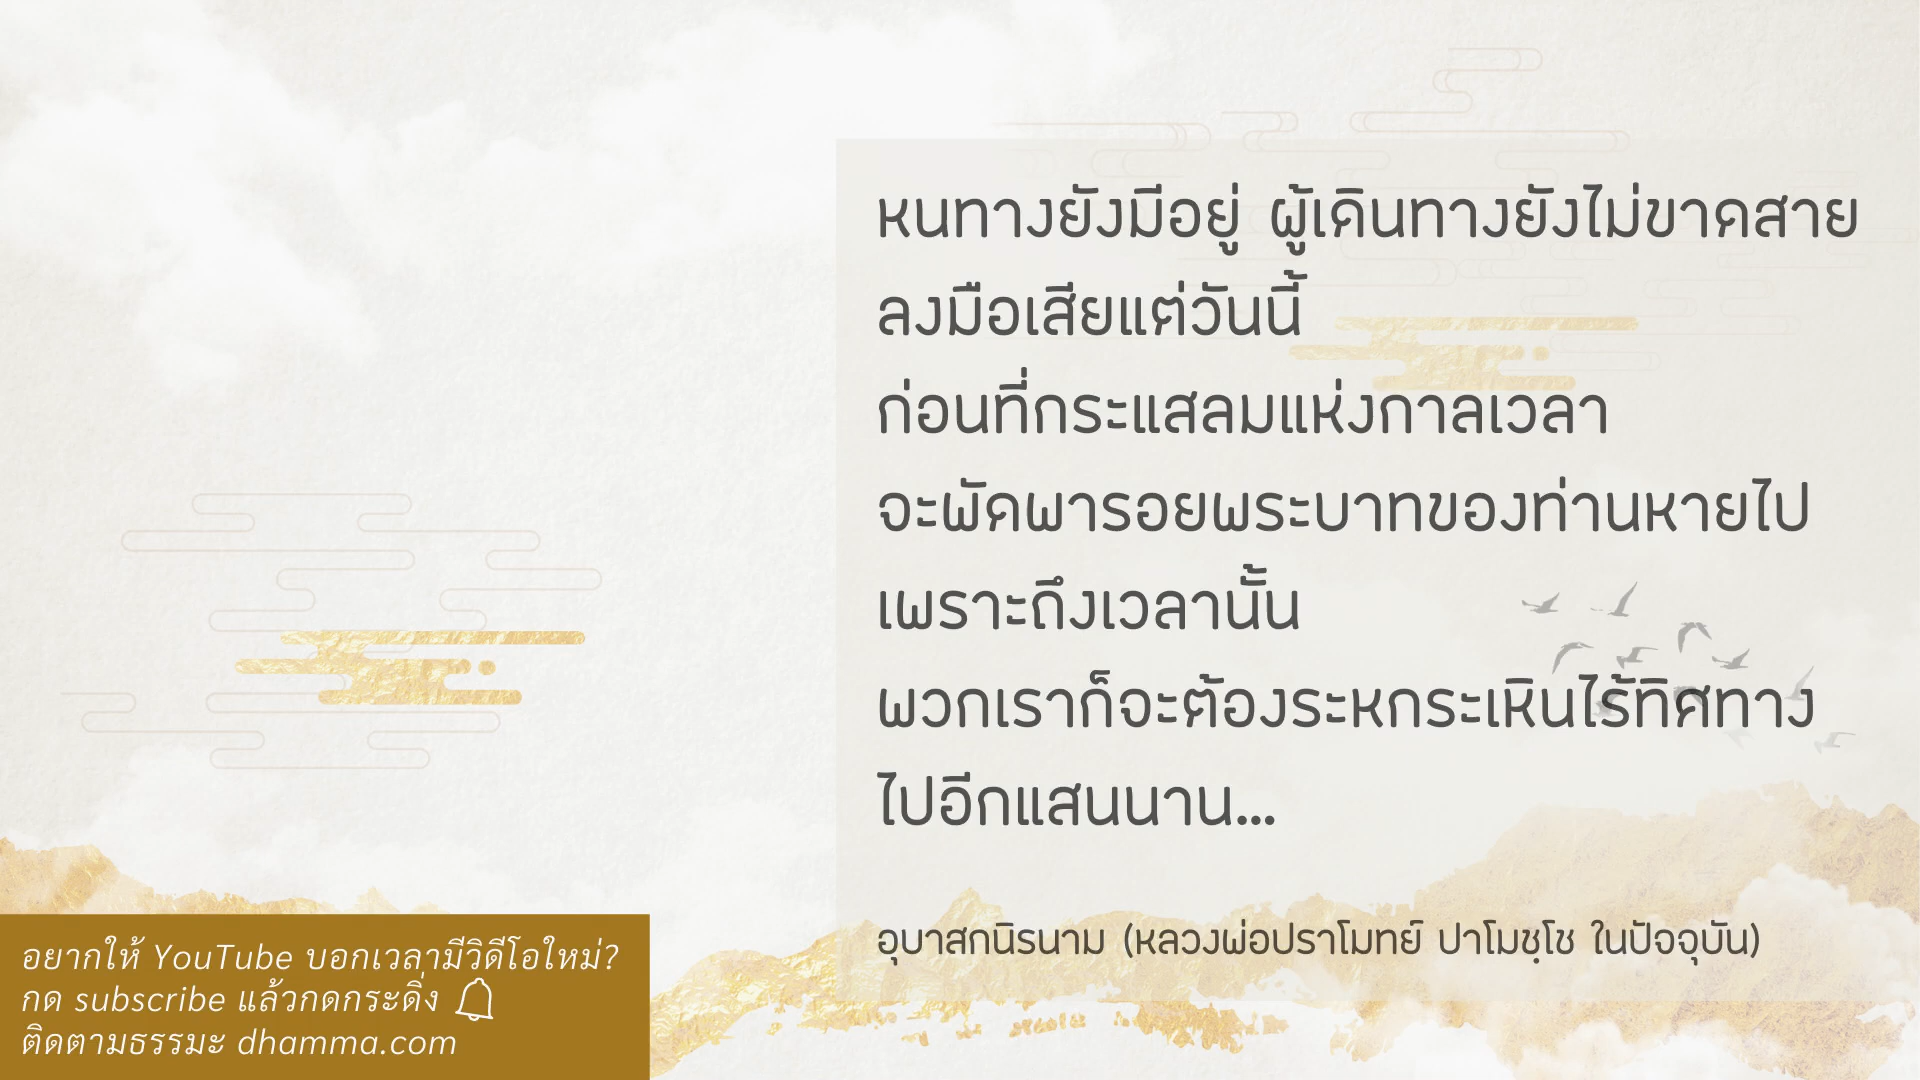 หนทางยังมีอยู่ ผู้เดินทางยังไม่ขาดสาย
ลงมือเสียแต่วันนี้
ก่อนที่กระแสลมแห่งกาลเวลา
จะพัดพารอยพระบาทของท่านหายไป
เพราะถึงเวลานั้น
พวกเราก็จะต้องระหกระเหินไร้ทิศทาง
ไปอีกแสนนาน...
อุบาสกนิรนาม (หลวงพ่อปราโมทย์ ปาโมชฺโช ในปัจจุบัน)
อยากให้ YouTube บอกเวลามีวิดีโอใหม่?
กด subscribe แล้วกดกระดิ่ง
ติดตามธรรมะ dhamma.com